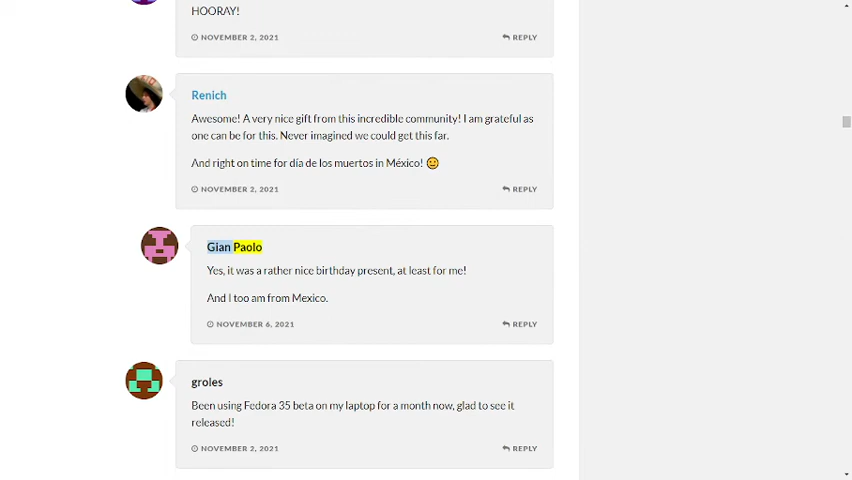 HOORAY!
NOVEMBER 2, 2021 REPLY
Renich
Awesome! A very nice gift from this incredible community! I am grateful as
one can be for this. Never imagined we could get this far.
And right on time for día de los muertos in México! 🙂
NOVEMBER 2, 2021 REPLY
Gian Paolo
Yes, it was a rather nice birthday present, at least for me!
And I too am from Mexico.
NOVEMBER 6, 2021 REPLY
groles
Been using Fedora 35 beta on my laptop for a month now, glad to see it
released!
NOVEMBER 2, 2021 REPLY